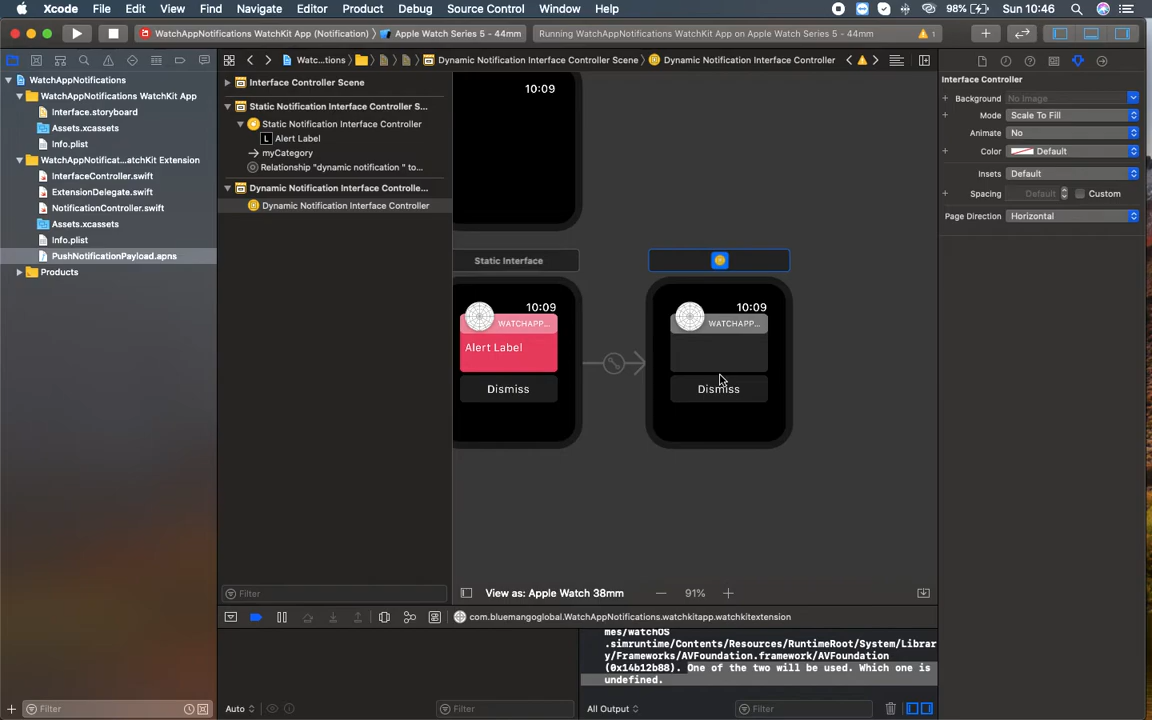 Xcode File Edit View Find Navigate Editor Product Debug Source Control Window Help 98% Sun 10:46
WatchAppNotifications WatchKit App (Notification) Apple Watch Series 5 - 44mm Running WatchAppNotifications WatchKit App on Apple Watch Series 5 - 44mm 1
Watc...tions) Dynamic Notification Interface Controller Scene Dynamic Notification Interface Controller
WatchAppNotifications
WatchAppNotifications WatchKit App
Interface.storyboard
Assets.xcassets
Info.plist
WatchAppNotificat...atchKit Extension
InterfaceController.swift
ExtensionDelegate.swift
NotificationController.swift
Assets.xcassets
Info.plist
PushNotificationPayload.apns
Products
Filter
Interface Controller Scene
Static Notification Interface Controller S...
Static Notification Interface Controller
L Alert Label
myCategory
Relationship "dynamic notification " to...
Dynamic Notification Interface Controlle...
Dynamic Notification Interface Controller
Filter
10:09
Static Interface
10:09
WATCHAPP...
Alert Label
Dismiss
10:09
WATCHAPP...
Dismiss
View as: Apple Watch 38mm 91%
com.bluemangoglobal.WatchAppNotifications.watchkitapp.watchkitextension
mes/watchOS
.simruntime/Contents/Resources/RuntimeRoot/System/Librar
y/Frameworks/AVFoundation.framework/AVFoundation
(0x14b12b88). One of the two will be used. Which one is
undefined.
Auto Filter All Output Filter
Interface Controller
Background No Image
Mode Scale To Fill
Animate No
Color Default
Insets Default
Spacing Default Custom
Page Direction Horizontal